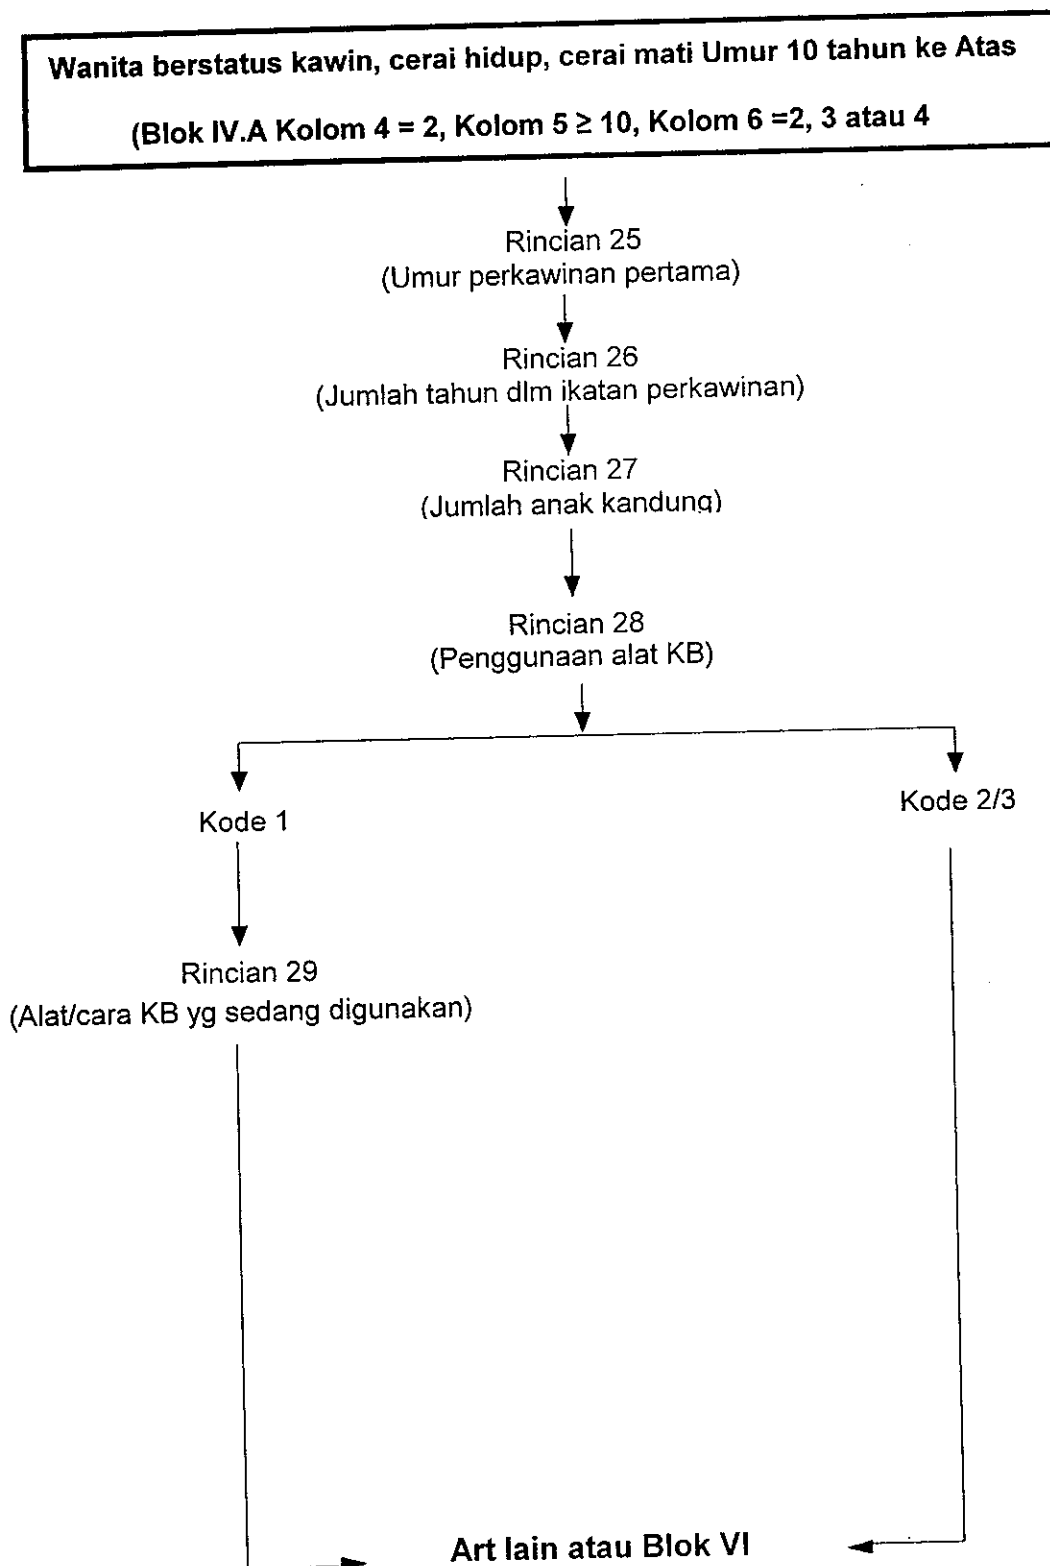 Wanita berstatus kawin, cerai hidup, cerai mati Umur 10 tahun ke Atas
(Blok IV.A Kolom 4 = 2, Kolom 5 ≥ 10, Kolom 6 =2, 3 atau 4
Rincian 25
(Umur perkawinan pertama)
Rincian 26
(Jumlah tahun dlm ikatan perkawinan)
Rincian 27
(Jumlah anak kandung)
Rincian 28
(Penggunaan alat KB)
Kode 1
Kode 2/3
Rincian 29
(Alat/cara KB yg sedang digunakan)
Art lain atau Blok VI